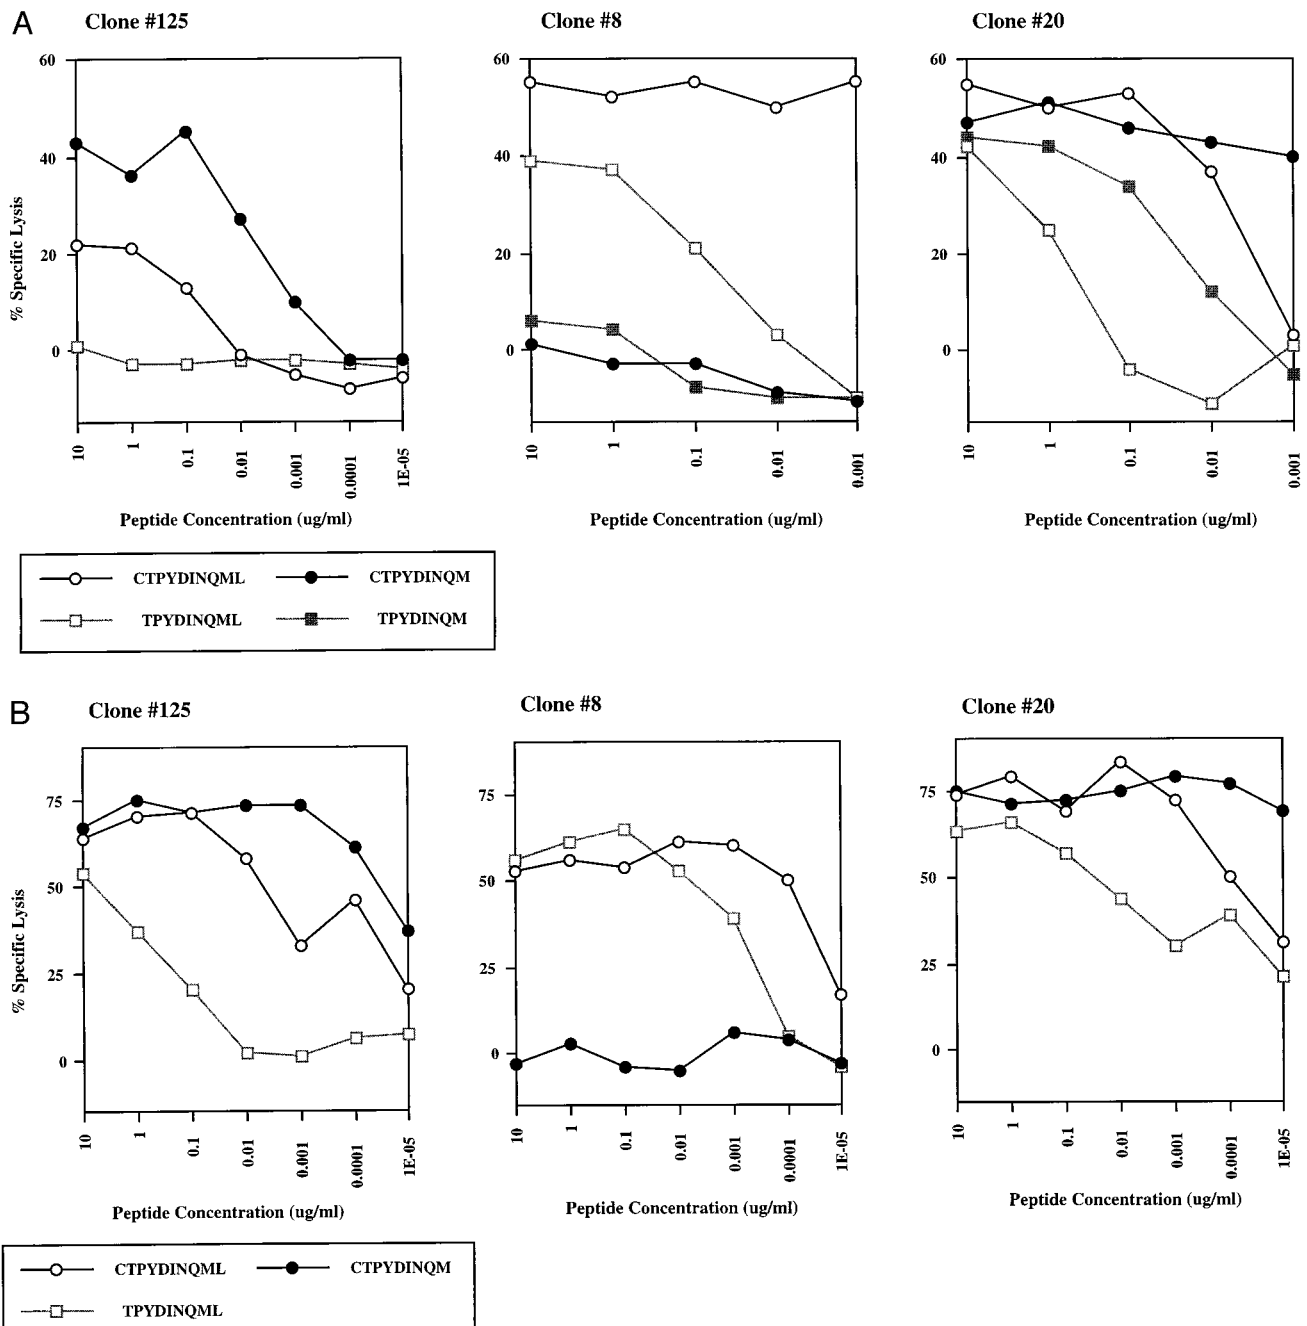 A
Clone #125
Clone #8
Clone #20
% Specific Lysis
60
40
20
0
10
1
0.1
0.01
0.001
0.0001
1E-05
Peptide Concentration (ug/ml)
60
40
20
0
10
1
0.1
0.01
0.001
Peptide Concentration (ug/ml)
60
40
20
0
10
1
0.1
0.01
0.001
Peptide Concentration (ug/ml)
CTPYDINQML
CTPYDINQM
TPYDINQML
TPYDINQM
B
Clone #125
Clone #8
Clone #20
% Specific Lysis
75
50
25
0
10
1
0.1
0.01
0.001
0.0001
1E-05
Peptide Concentration (ug/ml)
75
50
25
0
10
1
0.1
0.01
0.001
0.0001
1E-05
Peptide Concentration (ug/ml)
75
50
25
0
10
1
0.1
0.01
0.001
0.0001
1E-05
Peptide Concentration (ug/ml)
CTPYDINQML
CTPYDINQM
TPYDINQML